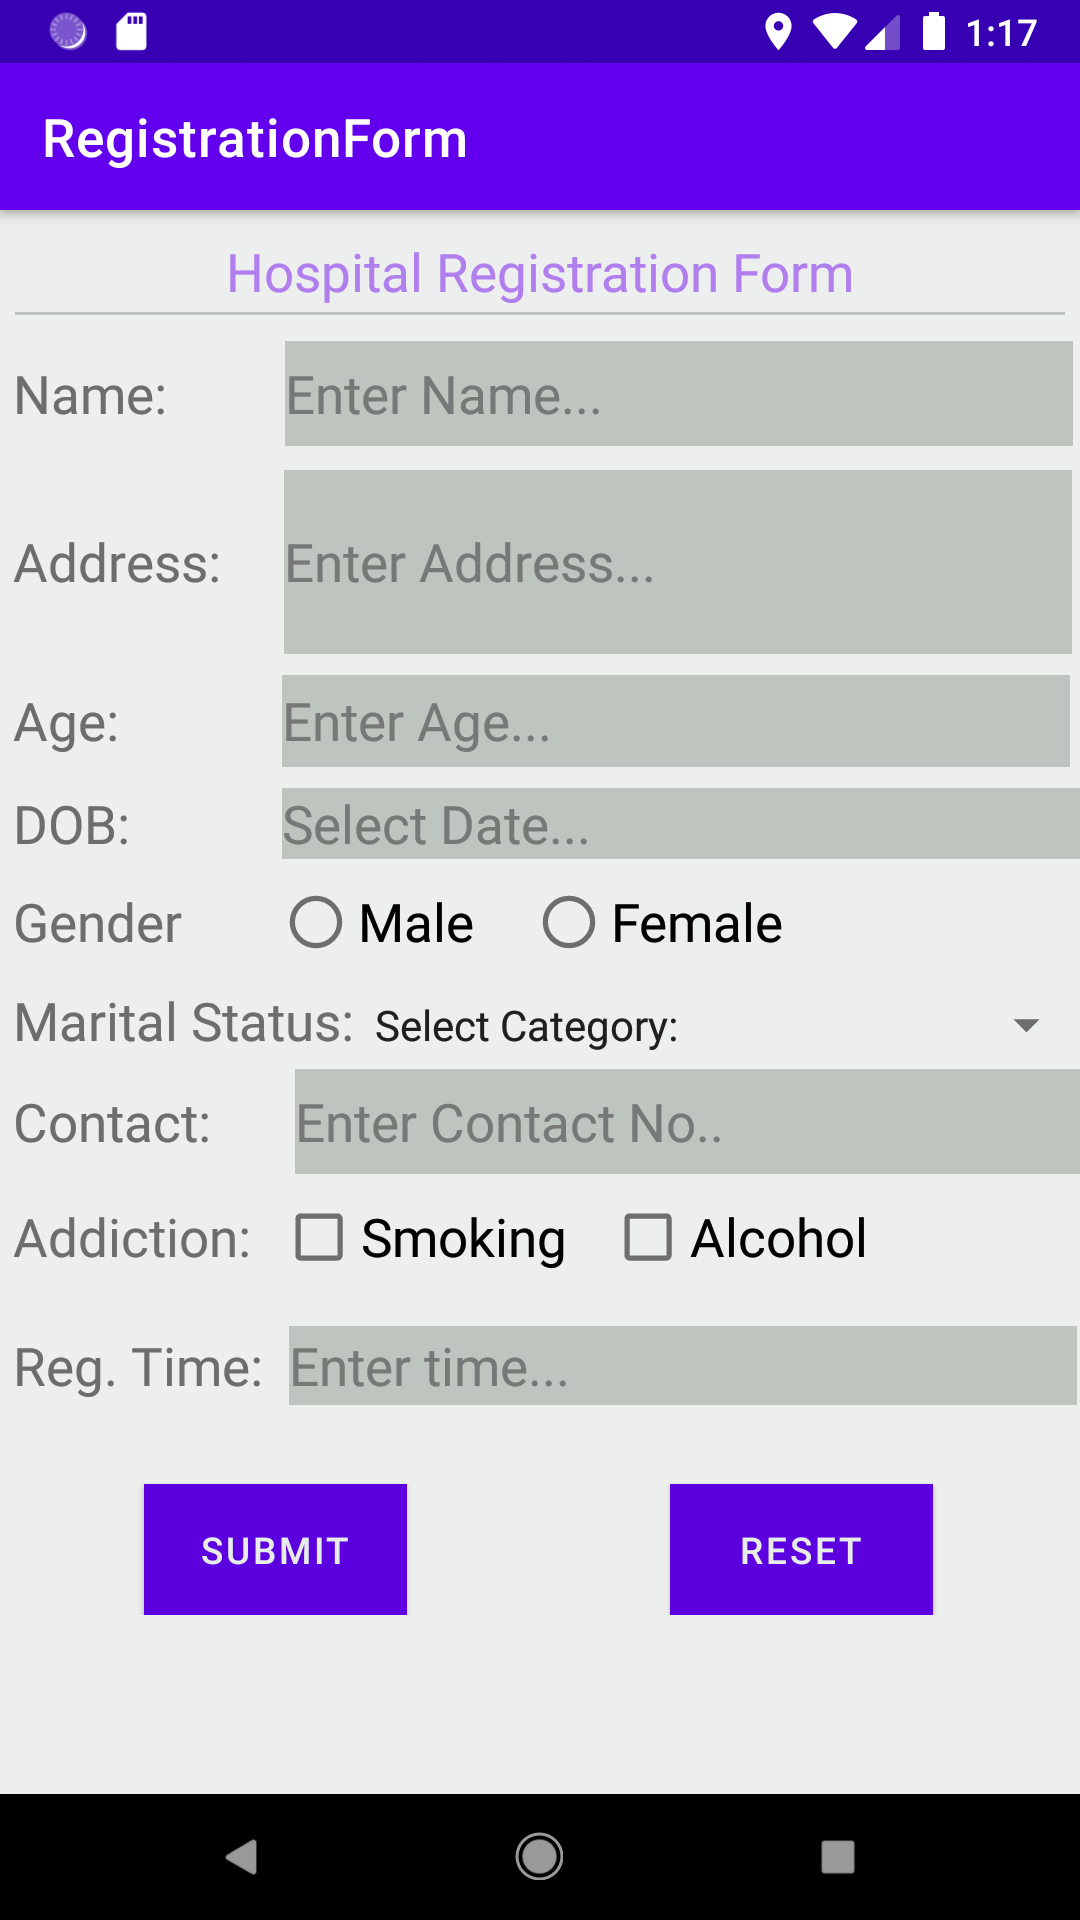 1:17
RegistrationForm
Hospital Registration Form
Name: Enter Name...
Address: Enter Address...
Age: Enter Age...
DOB: Select Date...
Gender Male Female
Marital Status: Select Category:
Contact: Enter Contact No..
Addiction: Smoking Alcohol
Reg. Time: Enter time...
SUBMIT RESET